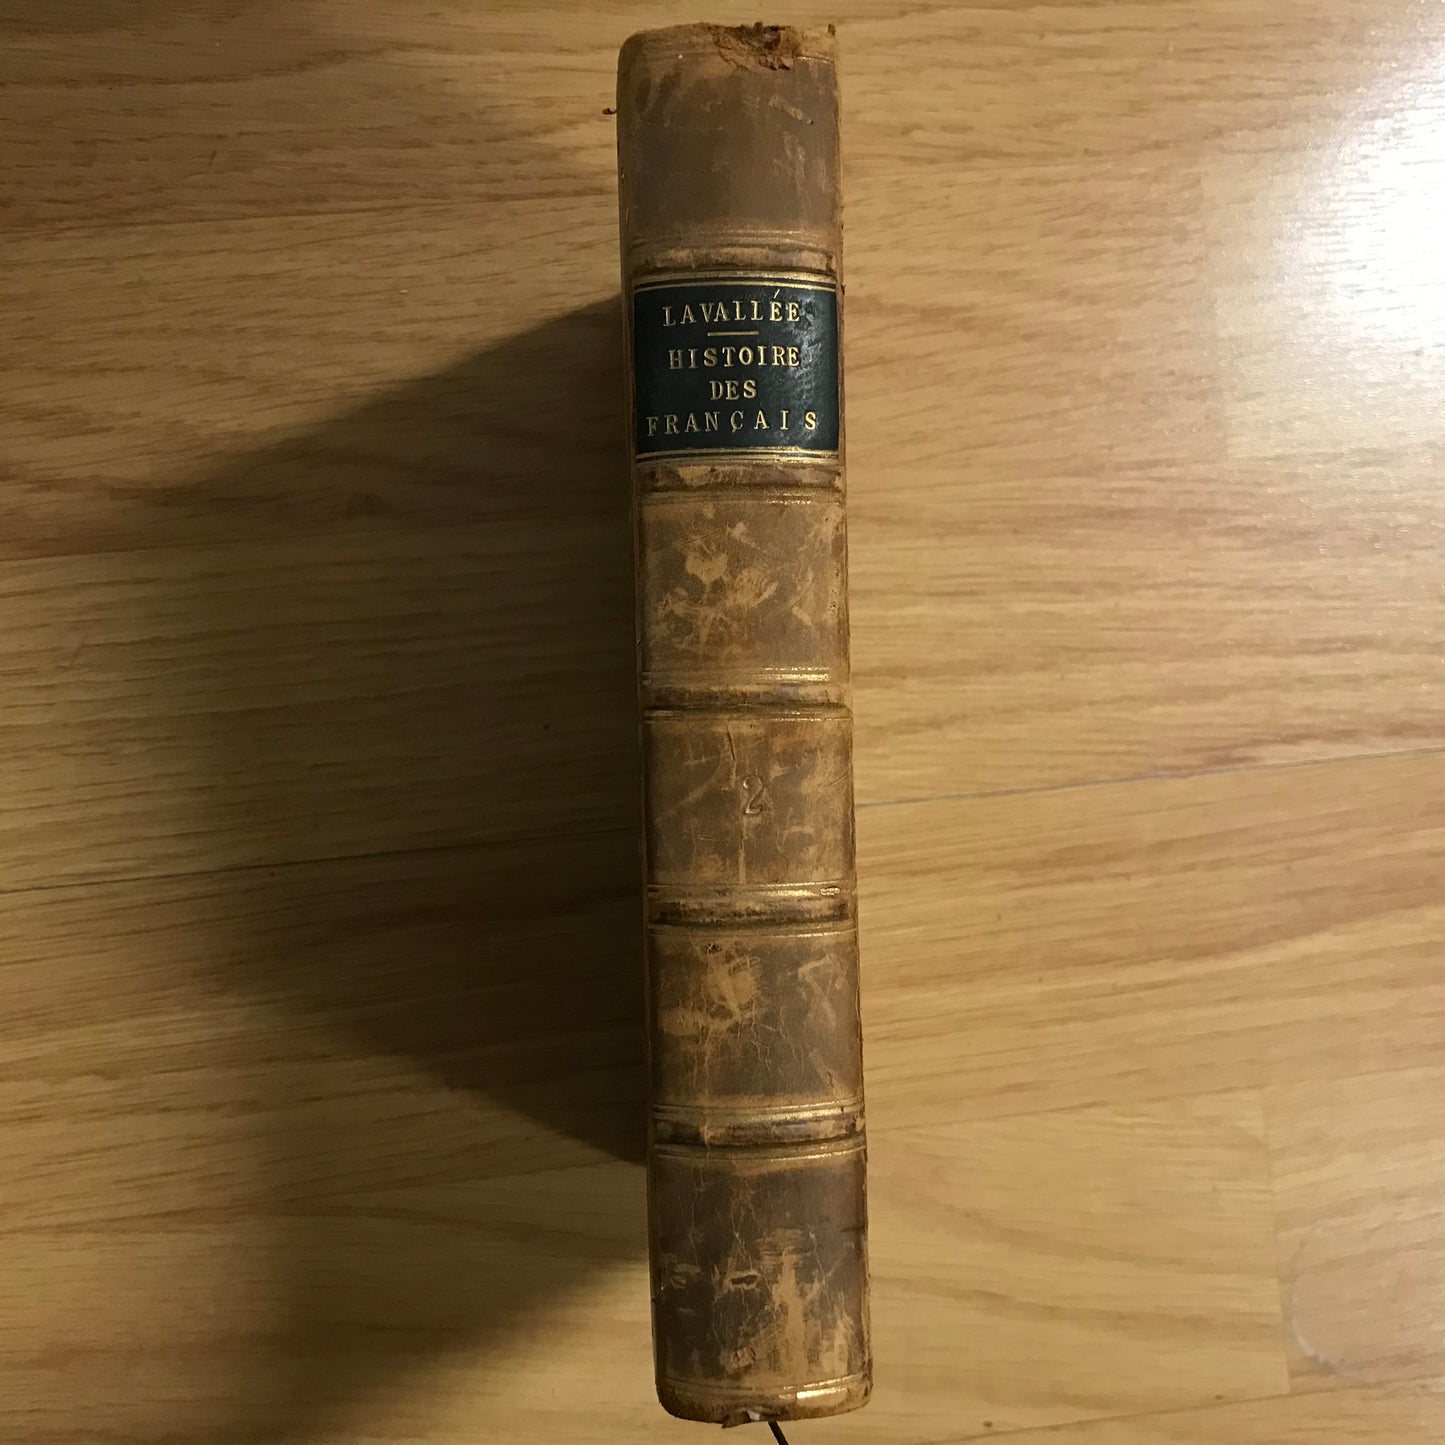 LAVALLÉE
HISTOIRE
DES
FRANÇAIS
2